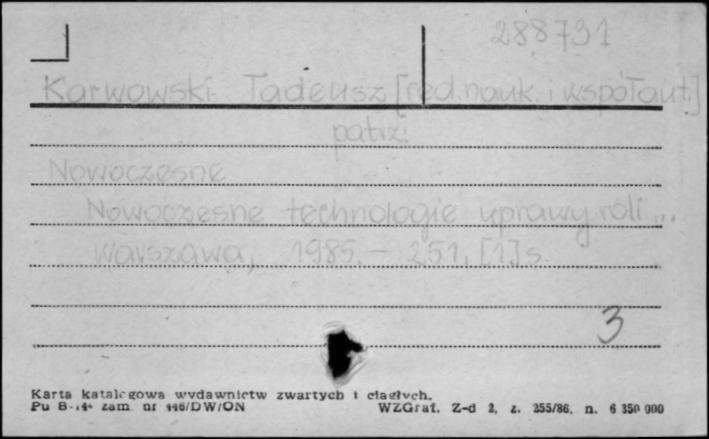 288731
Karwowski Tadeusz [red. nauk. i współaut.]
patrz:
Nowoczesne
Nowoczesne technologie uprawy roli...
Warszawa, 1985. – 251, [1] s.
3
Karta katalogowa wydawnictw zwartych i ciągłych.
Pu B-14 zam. nr 446/DW/ON WZGraf. Z-d 2, z. 255/86, n. 6 350 000